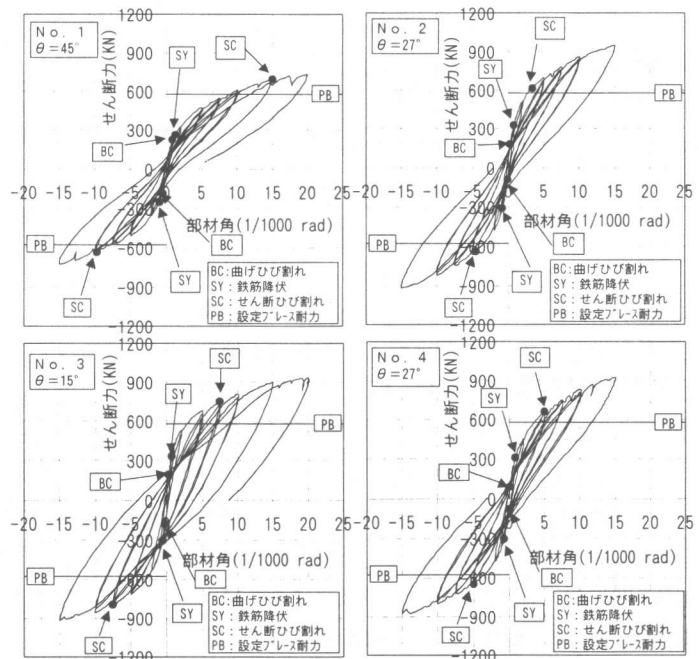 No. 1
θ=45°
せん断力(KN)
1200
900
600
300
0
-300
-600
-900
-1200
-20
-15
-10
-5
5
10
15
20
25
部材角(1/1000 rad)
SC
SY
BC
PB
PB
BC
SY
SC
BC:曲げひび割れ
SY:鉄筋降伏
SC:せん断ひび割れ
PB:設定ブレース耐力
No. 2
θ=27°
せん断力(KN)
1200
900
600
300
0
-300
-600
-900
-1200
-20
-15
-10
-5
5
10
15
20
25
部材角(1/1000 rad)
SC
SY
BC
PB
PB
BC
SY
SC
BC:曲げひび割れ
SY:鉄筋降伏
SC:せん断ひび割れ
PB:設定ブレース耐力
No. 3
θ=15°
せん断力(KN)
1200
900
600
300
0
-300
-600
-900
-1200
-20
-15
-10
-5
5
10
15
20
25
部材角(1/1000 rad)
SC
SY
BC
PB
PB
BC
SY
SC
BC:曲げひび割れ
SY:鉄筋降伏
SC:せん断ひび割れ
PB:設定ブレース耐力
No. 4
θ=27°
せん断力(KN)
1200
900
600
300
0
-300
-600
-900
-1200
-20
-15
-10
-5
5
10
15
20
25
部材角(1/1000 rad)
SC
SY
BC
PB
PB
BC
SY
SC
BC:曲げひび割れ
SY:鉄筋降伏
SC:せん断ひび割れ
PB:設定ブレース耐力